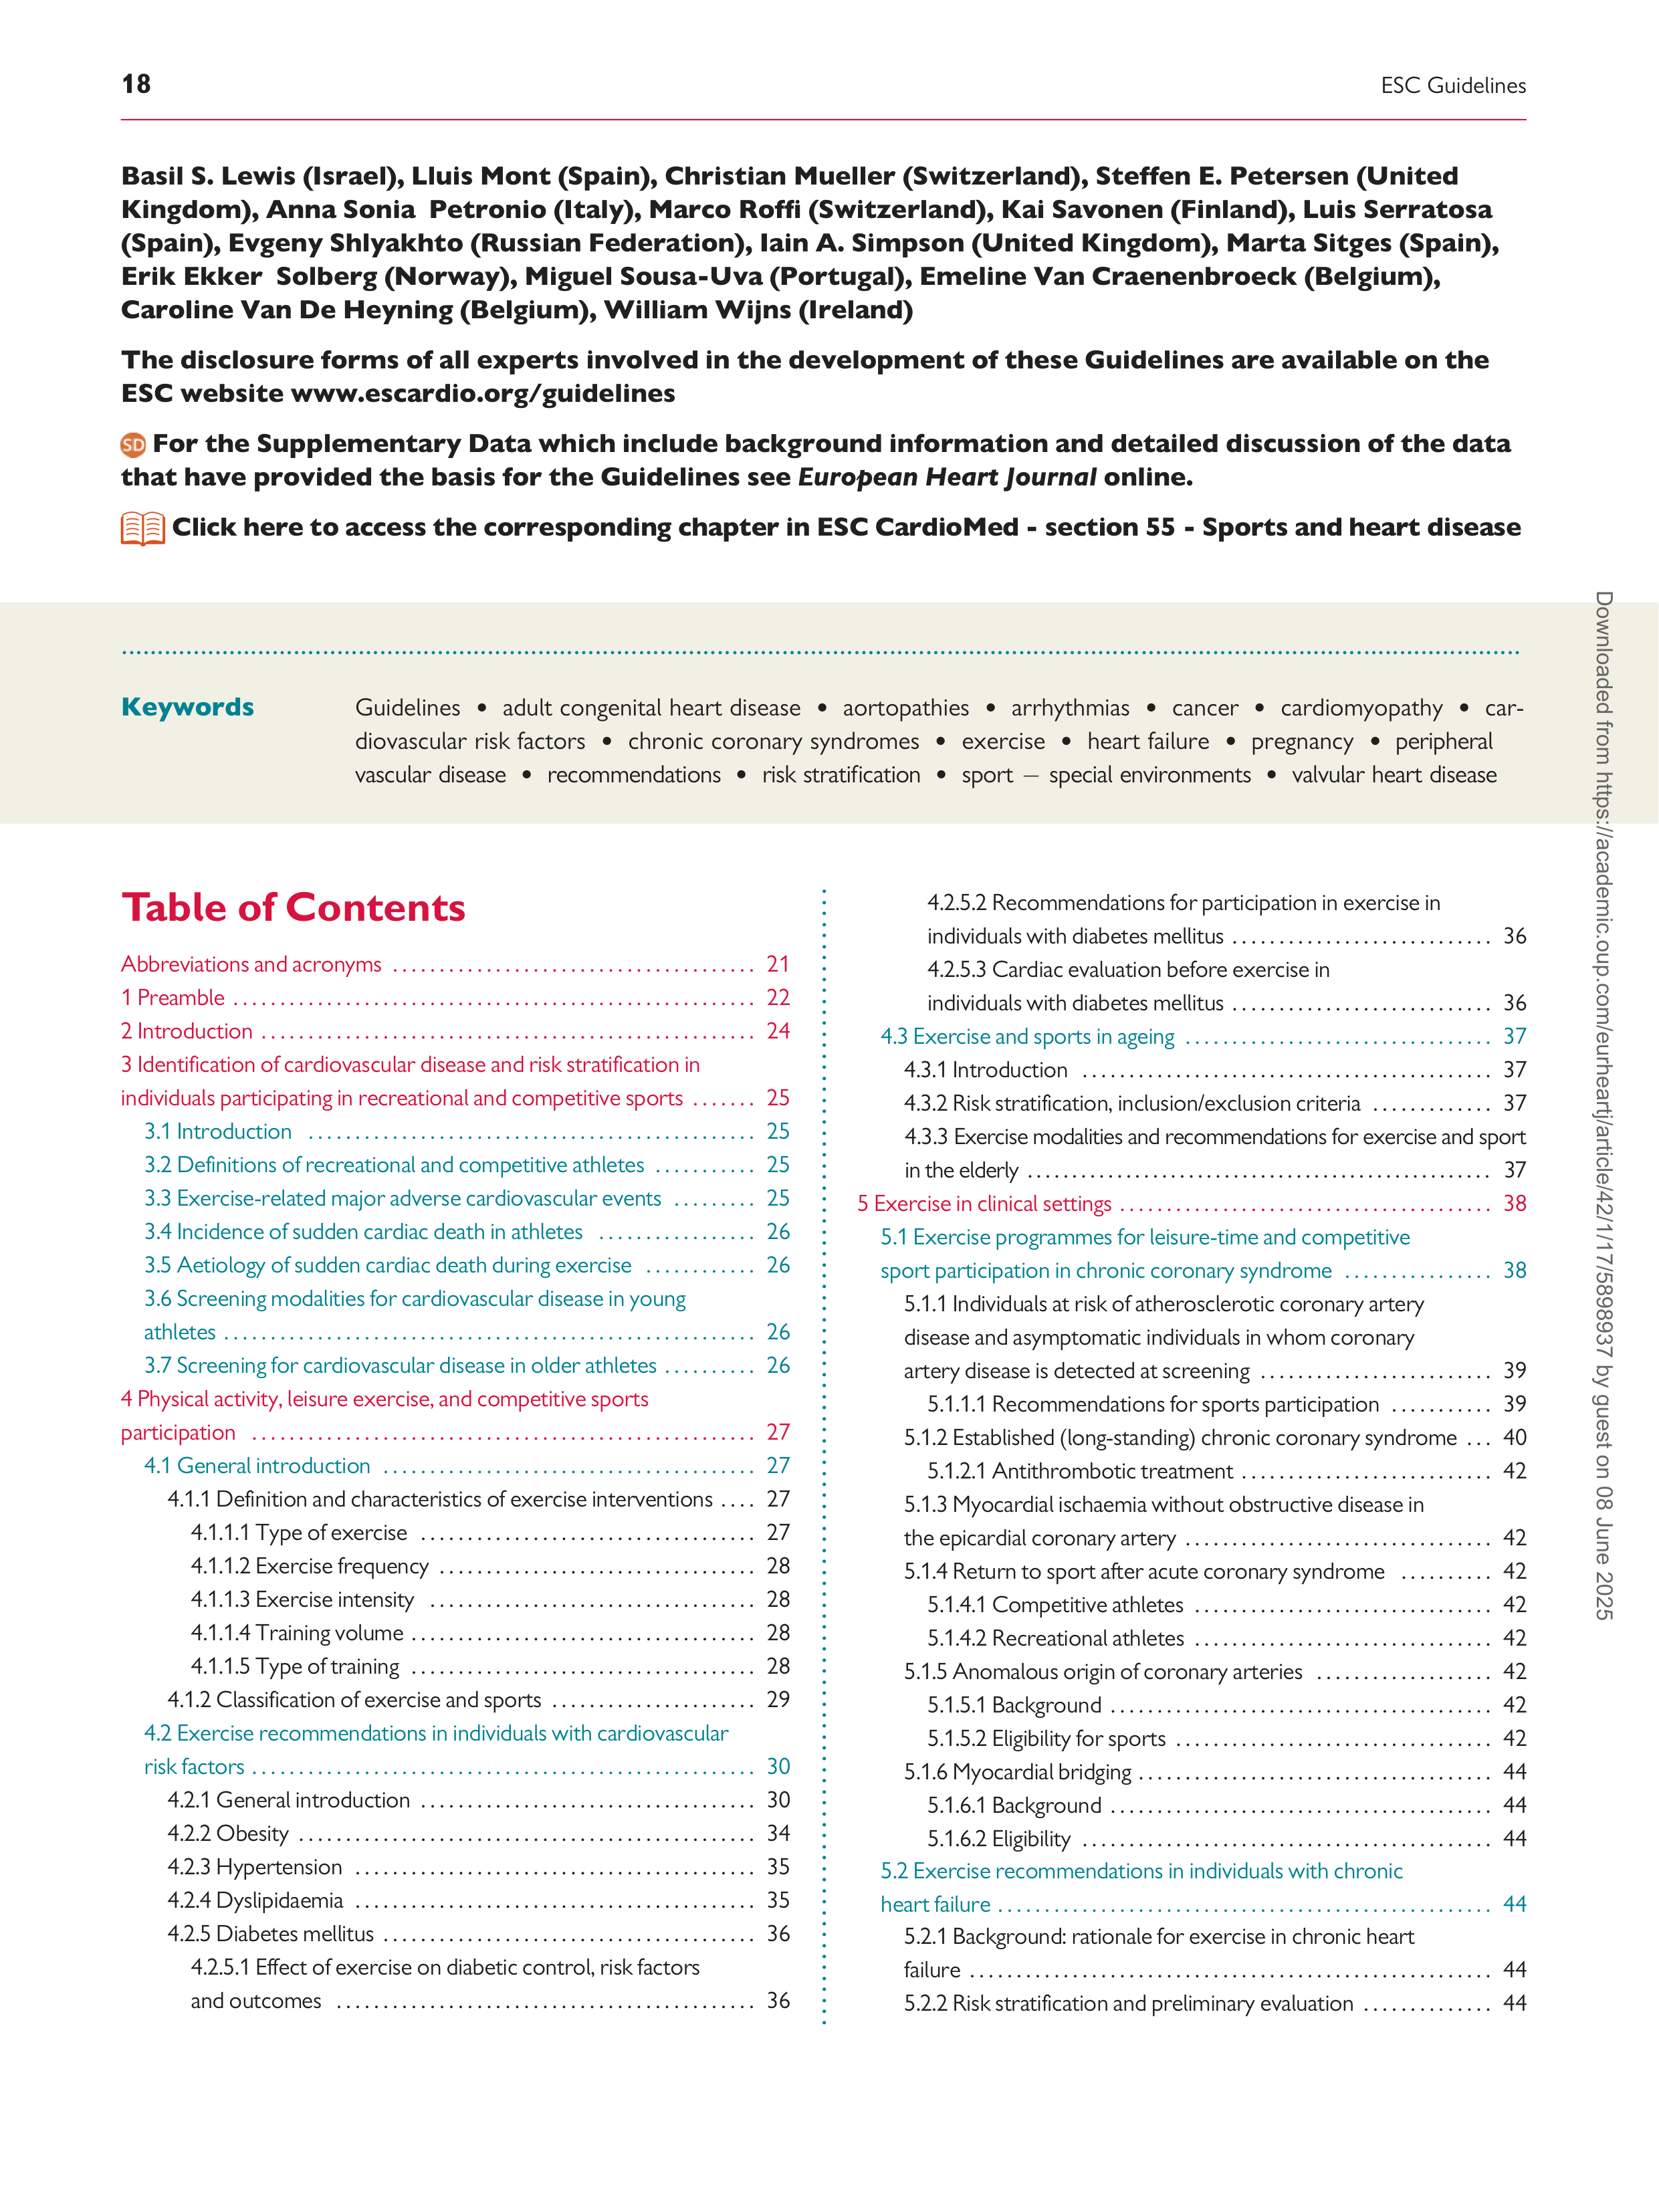 18
ESC Guidelines
Basil S. Lewis (Israel), Lluis Mont (Spain), Christian Mueller (Switzerland), Steffen E. Petersen (United
Kingdom), Anna Sonia Petronio (Italy), Marco Roffi (Switzerland), Kai Savonen (Finland), Luis Serratosa
(Spain), Evgeny Shlyakhto (Russian Federation), Iain A. Simpson (United Kingdom), Marta Sitges (Spain),
Erik Ekker Solberg (Norway), Miguel Sousa-Uva (Portugal), Emeline Van Craenenbroeck (Belgium),
Caroline Van De Heyning (Belgium), William Wijns (Ireland)
The disclosure forms of all experts involved in the development of these Guidelines are available on the
ESC website www.escardio.org/guidelines
SD For the Supplementary Data which include background information and detailed discussion of the data
that have provided the basis for the Guidelines see European Heart Journal online.
Click here to access the corresponding chapter in ESC CardioMed - section 55 - Sports and heart disease
Keywords
Guidelines • adult congenital heart disease • aortopathies • arrhythmias • cancer • cardiomyopathy • car-
diovascular risk factors • chronic coronary syndromes • exercise • heart failure • pregnancy • peripheral
vascular disease • recommendations • risk stratification • sport – special environments • valvular heart disease
Table of Contents
Abbreviations and acronyms . . . . . . . . . . 21
1 Preamble . . . . . . . . . . 22
2 Introduction . . . . . . . . . . 24
3 Identification of cardiovascular disease and risk stratification in
individuals participating in recreational and competitive sports . . . . . . . 25
3.1 Introduction . . . . . . . . . . 25
3.2 Definitions of recreational and competitive athletes . . . . . . . . . . 25
3.3 Exercise-related major adverse cardiovascular events . . . . . . . . . 25
3.4 Incidence of sudden cardiac death in athletes . . . . . . . . . . 26
3.5 Aetiology of sudden cardiac death during exercise . . . . . . . . . . 26
3.6 Screening modalities for cardiovascular disease in young
athletes . . . . . . . . . . 26
3.7 Screening for cardiovascular disease in older athletes . . . . . . . . . . 26
4 Physical activity, leisure exercise, and competitive sports
participation . . . . . . . . . . 27
4.1 General introduction . . . . . . . . . . 27
4.1.1 Definition and characteristics of exercise interventions . . . . 27
4.1.1.1 Type of exercise . . . . . . . . . . 27
4.1.1.2 Exercise frequency . . . . . . . . . . 28
4.1.1.3 Exercise intensity . . . . . . . . . . 28
4.1.1.4 Training volume . . . . . . . . . . 28
4.1.1.5 Type of training . . . . . . . . . . 28
4.1.2 Classification of exercise and sports . . . . . . . . . . 29
4.2 Exercise recommendations in individuals with cardiovascular
risk factors . . . . . . . . . . 30
4.2.1 General introduction . . . . . . . . . . 30
4.2.2 Obesity . . . . . . . . . . 34
4.2.3 Hypertension . . . . . . . . . . 35
4.2.4 Dyslipidaemia . . . . . . . . . . 35
4.2.5 Diabetes mellitus . . . . . . . . . . 36
4.2.5.1 Effect of exercise on diabetic control, risk factors
and outcomes . . . . . . . . . . 36
4.2.5.2 Recommendations for participation in exercise in
individuals with diabetes mellitus . . . . . . . . . . 36
4.2.5.3 Cardiac evaluation before exercise in
individuals with diabetes mellitus . . . . . . . . . . 36
4.3 Exercise and sports in ageing . . . . . . . . . . 37
4.3.1 Introduction . . . . . . . . . . 37
4.3.2 Risk stratification, inclusion/exclusion criteria . . . . . . . . . . 37
4.3.3 Exercise modalities and recommendations for exercise and sport
in the elderly . . . . . . . . . . 37
5 Exercise in clinical settings . . . . . . . . . . 38
5.1 Exercise programmes for leisure-time and competitive
sport participation in chronic coronary syndrome . . . . . . . . . . 38
5.1.1 Individuals at risk of atherosclerotic coronary artery
disease and asymptomatic individuals in whom coronary
artery disease is detected at screening . . . . . . . . . . 39
5.1.1.1 Recommendations for sports participation . . . . . . . . . . 39
5.1.2 Established (long-standing) chronic coronary syndrome . . . 40
5.1.2.1 Antithrombotic treatment . . . . . . . . . . 42
5.1.3 Myocardial ischaemia without obstructive disease in
the epicardial coronary artery . . . . . . . . . . 42
5.1.4 Return to sport after acute coronary syndrome . . . . . . . . . . 42
5.1.4.1 Competitive athletes . . . . . . . . . . 42
5.1.4.2 Recreational athletes . . . . . . . . . . 42
5.1.5 Anomalous origin of coronary arteries . . . . . . . . . . 42
5.1.5.1 Background . . . . . . . . . . 42
5.1.5.2 Eligibility for sports . . . . . . . . . . 42
5.1.6 Myocardial bridging . . . . . . . . . . 44
5.1.6.1 Background . . . . . . . . . . 44
5.1.6.2 Eligibility . . . . . . . . . . 44
5.2 Exercise recommendations in individuals with chronic
heart failure . . . . . . . . . . 44
5.2.1 Background: rationale for exercise in chronic heart
failure . . . . . . . . . . 44
5.2.2 Risk stratification and preliminary evaluation . . . . . . . . . . 44
Downloaded from https://academic.oup.com/eurheartj/article/42/1/17/5898937 by guest on 08 June 2025